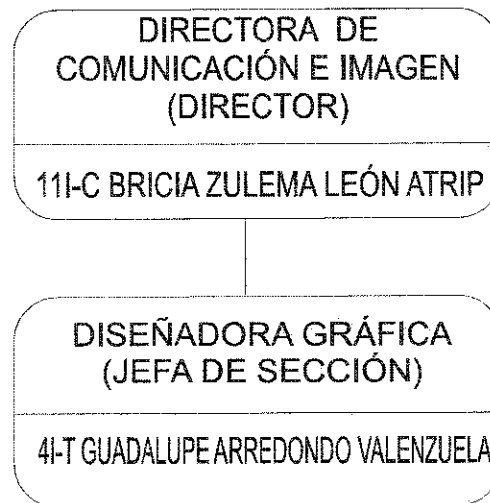 DIRECTORA DE
COMUNICACIÓN E IMAGEN
(DIRECTOR)
11I-C BRICIA ZULEMA LEÓN ATRIP
DISEÑADORA GRÁFICA
(JEFA DE SECCIÓN)
4I-T GUADALUPE ARREDONDO VALENZUELA